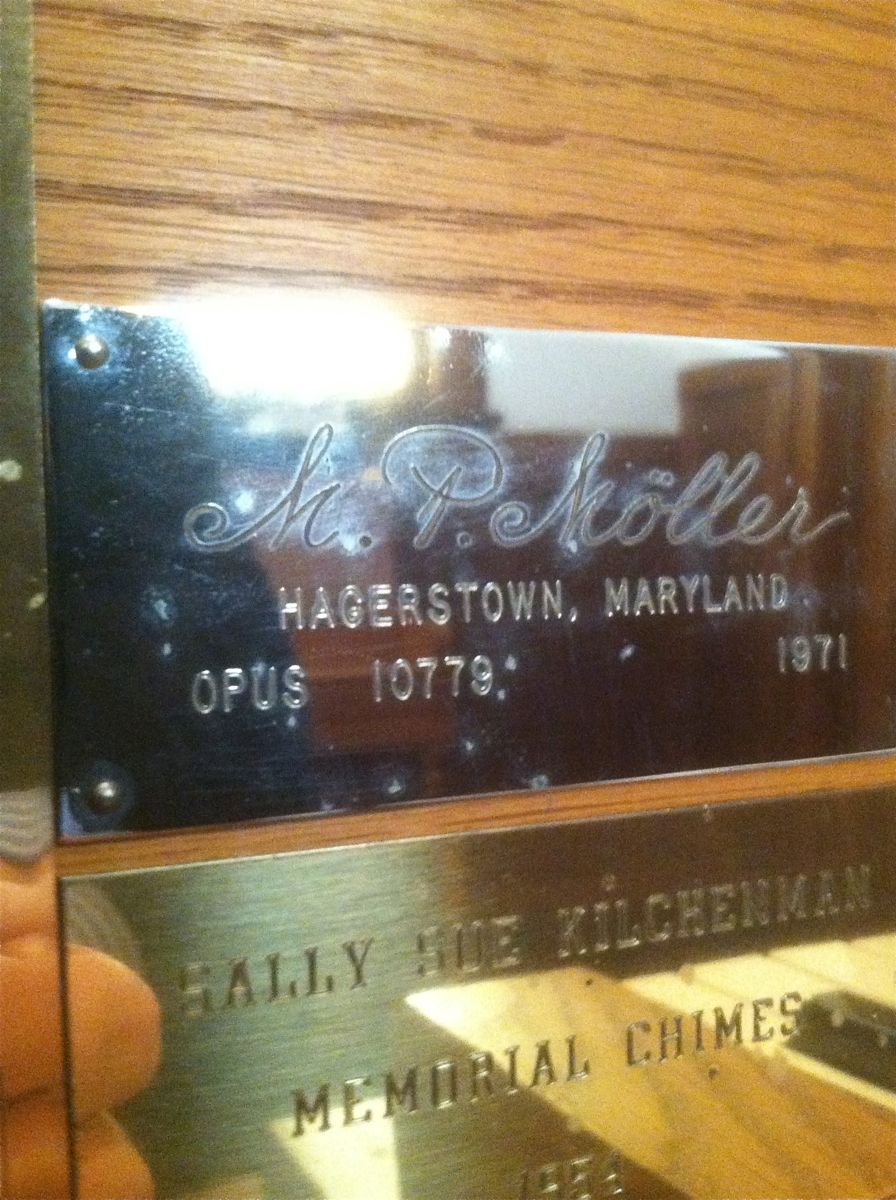 M. P. Möller
HAGERSTOWN, MARYLAND
OPUS 10779 1971
SALLY SUE KILCHENMAN
MEMORIAL CHIMES